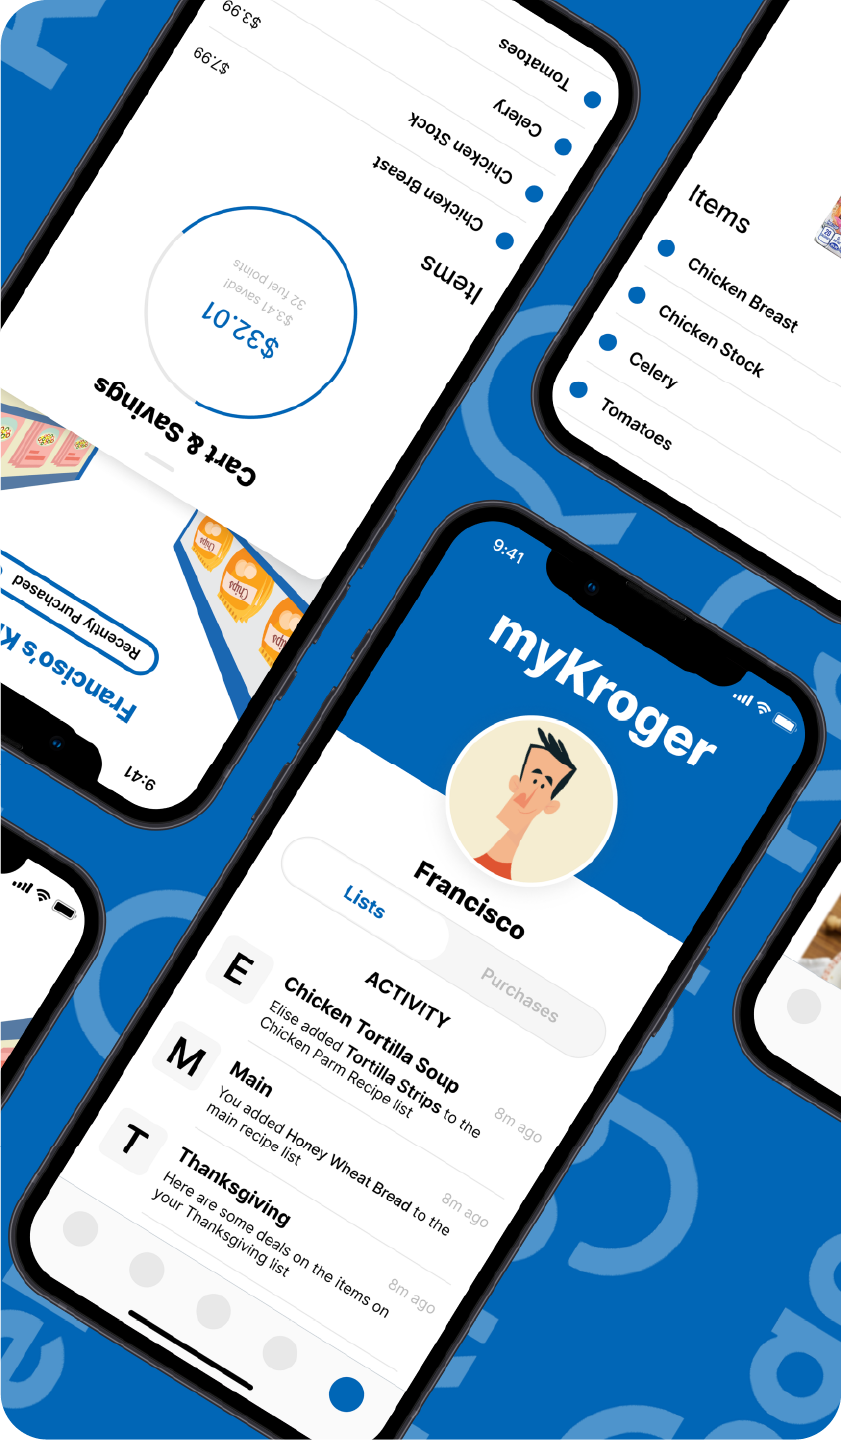 $3.99
$7.99
Tomatoes
Celery
Chicken Stock
Chicken Breast
Items
32 fuel points
$3.41 saved!
$32.01
Cart & Savings
Chips
Chips
Recently Purchased
Franciso's
9:41
Items
Chicken Breast
Chicken Stock
Celery
Tomatoes
9:41
myKroger
Francisco
Lists
Purchases
ACTIVITY
E
Chicken Tortilla Soup
Elise added Tortilla Strips to the
Chicken Parm Recipe list
8m ago
M
Main
You added Honey Wheat Bread to the
main recipe list
8m ago
T
Thanksgiving
Here are some deals on the items on
your Thanksgiving list
8m ago